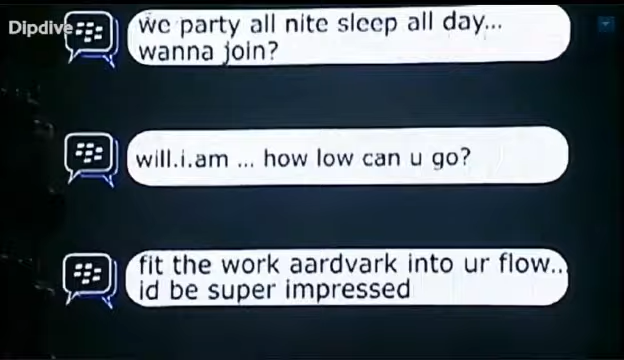 Dipdive
we party all nite sleep all day...
wanna join?
will.i.am ... how low can u go?
fit the work aardvark into ur flow..
id be super impressed